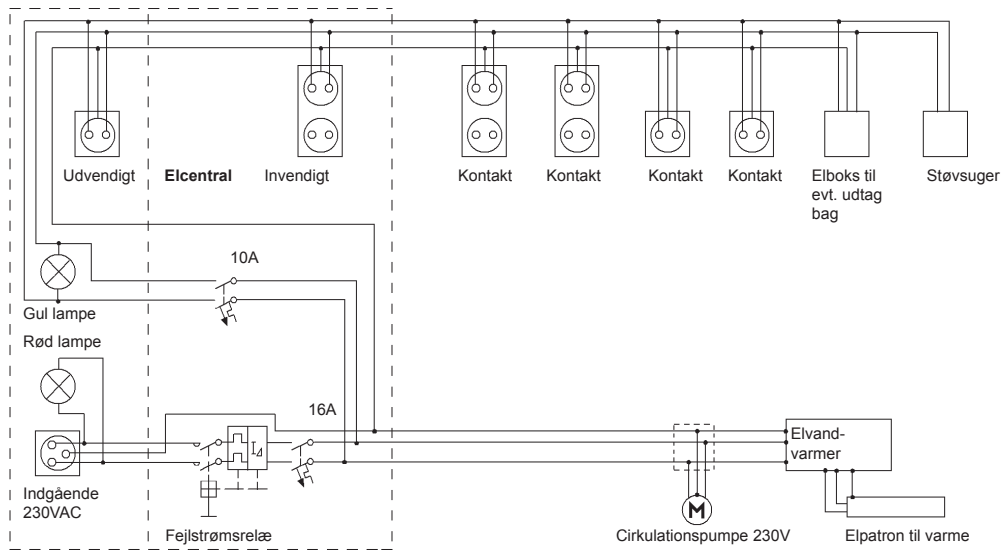 Udvendigt
Elcentral
Invendigt
Kontakt
Kontakt
Kontakt
Kontakt
Elboks til
evt. udtag
bag
Støvsuger
10A
Gul lampe
Rød lampe
16A
I
Elvand-
varmer
M
Indgående
230VAC
Fejlstrømsrelæ
Cirkulationspumpe 230V
Elpatron til varme